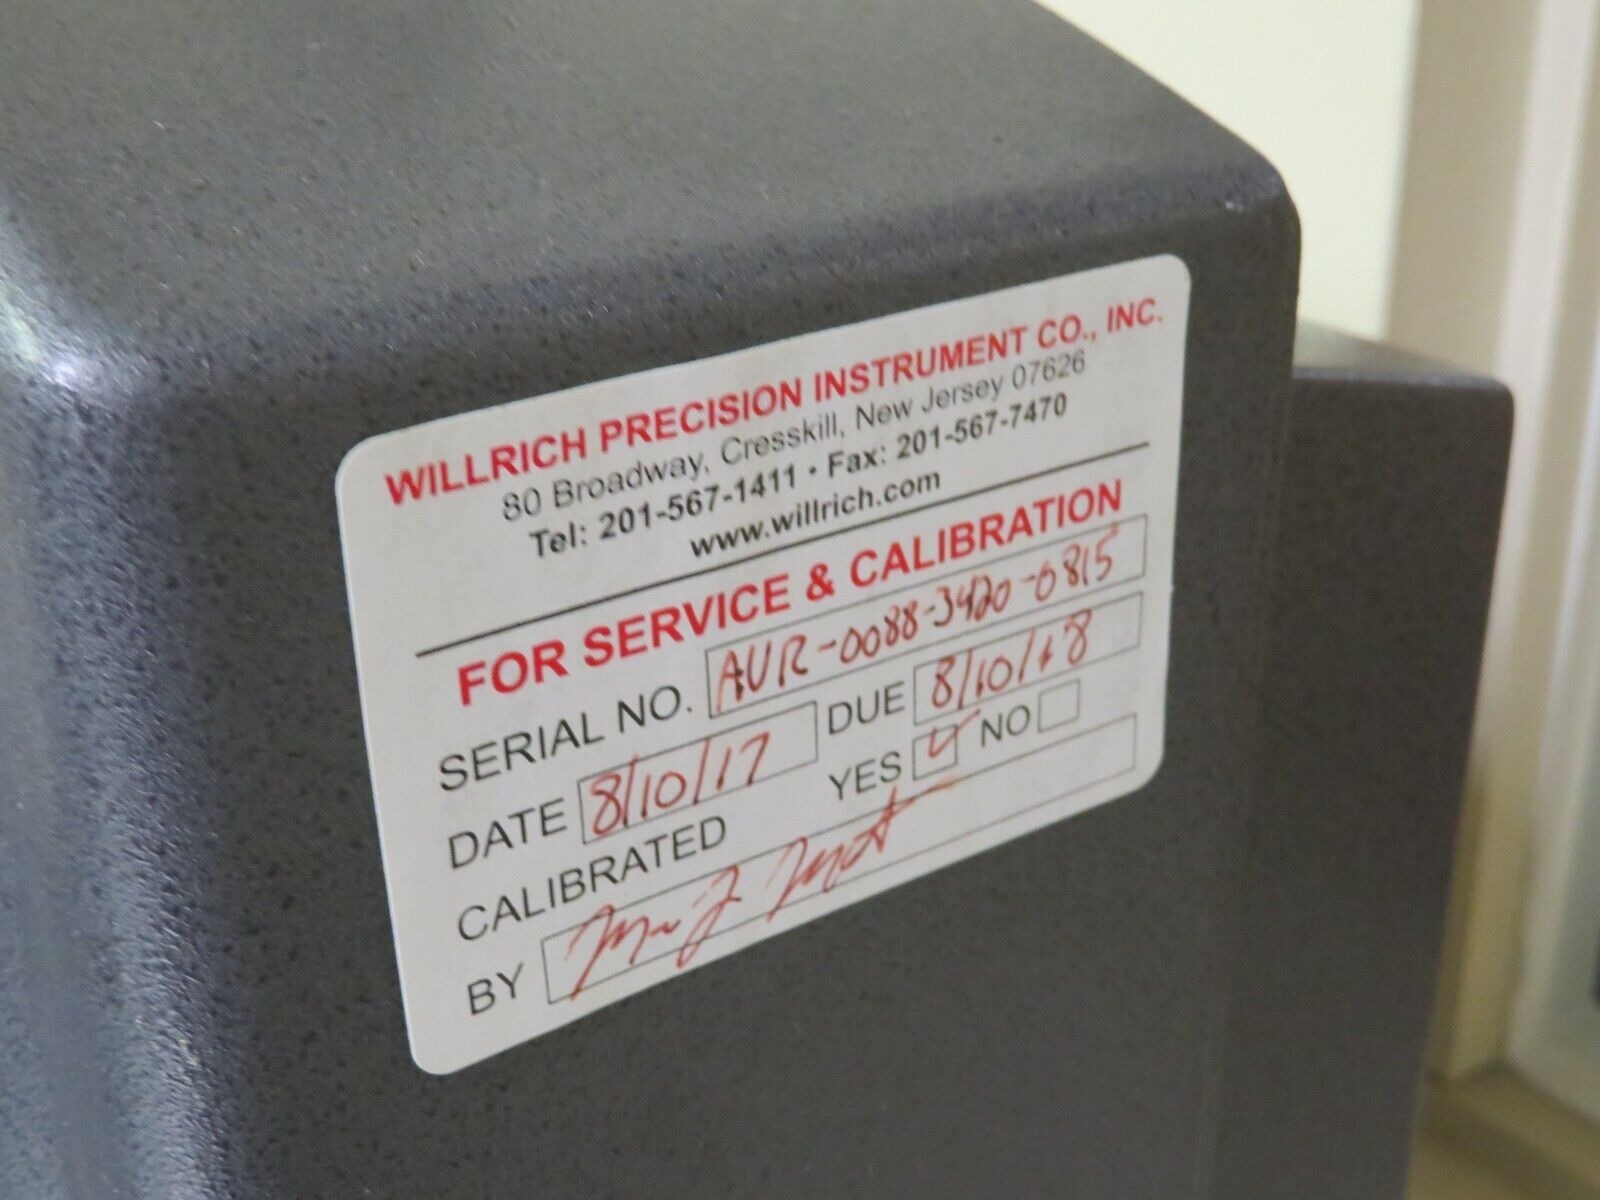 WILLRICH PRECISION INSTRUMENT CO., INC.
80 Broadway, Cresskill, New Jersey 07626
Tel: 201-567-1411 • Fax: 201-567-7470
www.willrich.com
FOR SERVICE & CALIBRATION
SERIAL NO. AVR-0088-3420-0815
DATE 8/10/17 DUE 8/10/18
CALIBRATED YES NO
BY